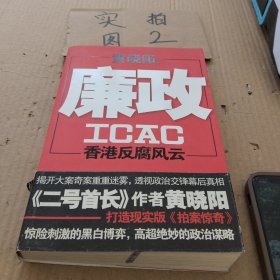 实拍
图2
黄晓阳
廉政
ICAC
香港反腐风云
揭开大案奇案重重迷雾，透视政治交锋幕后真相
《二号首长》作者黄晓阳
打造现实版《拍案惊奇》
惊险刺激的黑白博弈，高超绝妙的政治谋略